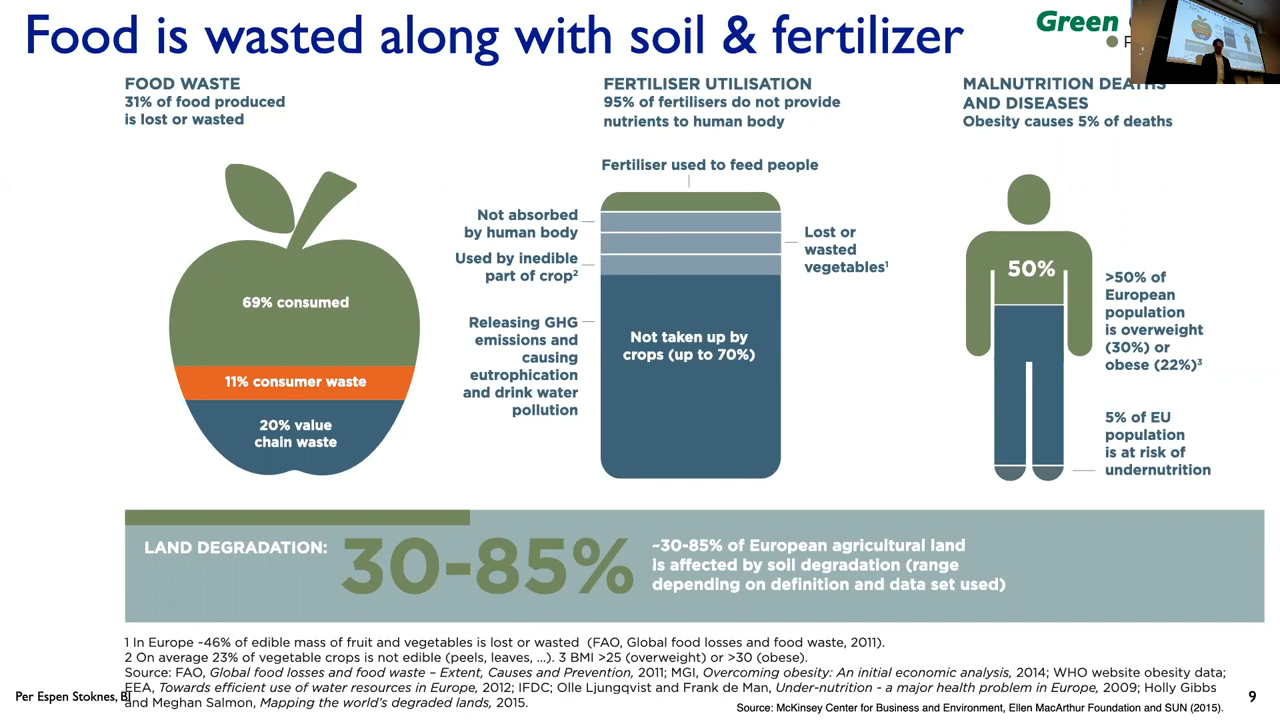 Food is wasted along with soil & fertilizer
Green
FOOD WASTE
31% of food produced
is lost or wasted
69% consumed
11% consumer waste
20% value
chain waste
FERTILISER UTILISATION
95% of fertilisers do not provide
nutrients to human body
Fertiliser used to feed people
Not absorbed
by human body
Used by inedible
part of crop²
Releasing GHG
emissions and
causing
eutrophication
and drink water
pollution
Lost or
wasted
vegetables¹
Not taken up by
crops (up to 70%)
MALNUTRITION DEATHS
AND DISEASES
Obesity causes 5% of deaths
50%
>50% of
European
population
is overweight
(30%) or
obese (22%)³
5% of EU
population
is at risk of
undernutrition
LAND DEGRADATION:
30-85%
~30-85% of European agricultural land
is affected by soil degradation (range
depending on definition and data set used)
1 In Europe ~46% of edible mass of fruit and vegetables is lost or wasted (FAO, Global food losses and food waste, 2011).
2 On average 23% of vegetable crops is not edible (peels, leaves, ...). 3 BMI >25 (overweight) or >30 (obese).
Source: FAO, Global food losses and food waste – Extent, Causes and Prevention, 2011; MGI, Overcoming obesity: An initial economic analysis, 2014; WHO website obesity data;
EEA, Towards efficient use of water resources in Europe, 2012; IFDC; Olle Ljungqvist and Frank de Man, Under-nutrition - a major health problem in Europe, 2009; Holly Gibbs
and Meghan Salmon, Mapping the world's degraded lands, 2015.
Per Espen Stoknes, BI
Source: McKinsey Center for Business and Environment, Ellen MacArthur Foundation and SUN (2015).
9